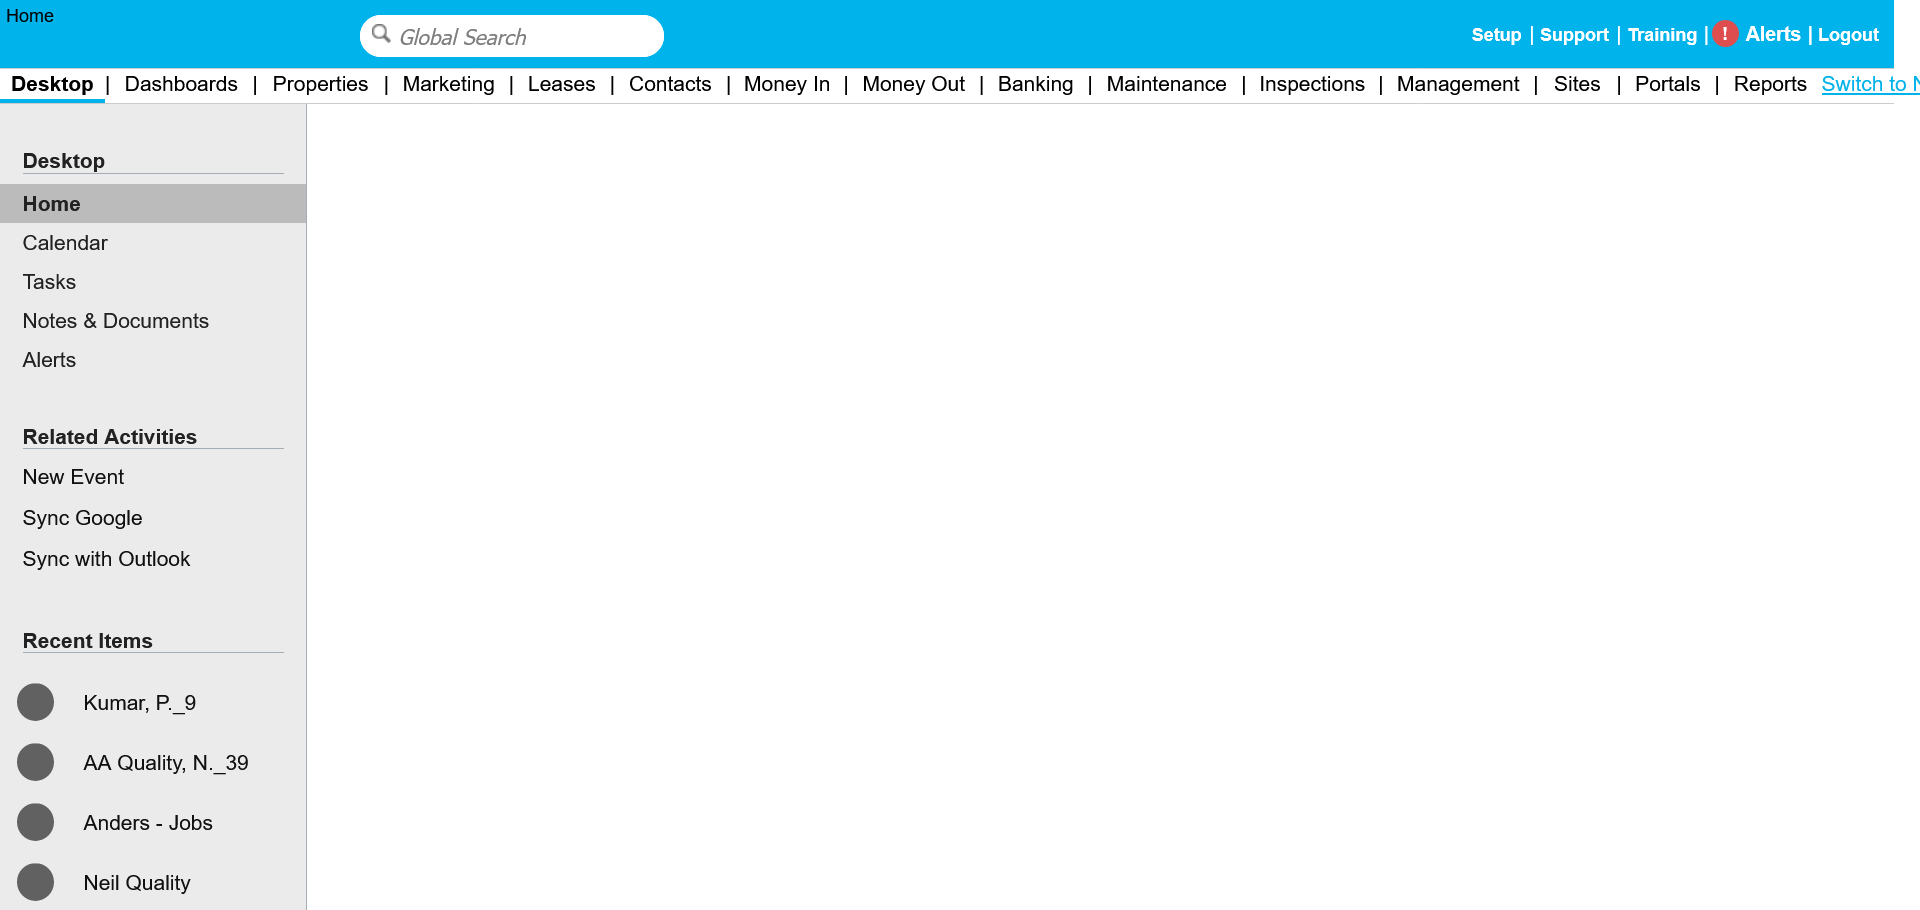 Home
Global Search
Setup | Support | Training | ! Alerts | Logout
Desktop | Dashboards | Properties | Marketing | Leases | Contacts | Money In | Money Out | Banking | Maintenance | Inspections | Management | Sites | Portals | Reports Switch to
Desktop
Home
Calendar
Tasks
Notes & Documents
Alerts
Related Activities
New Event
Sync Google
Sync with Outlook
Recent Items
Kumar, P._9
AA Quality, N._39
Anders - Jobs
Neil Quality